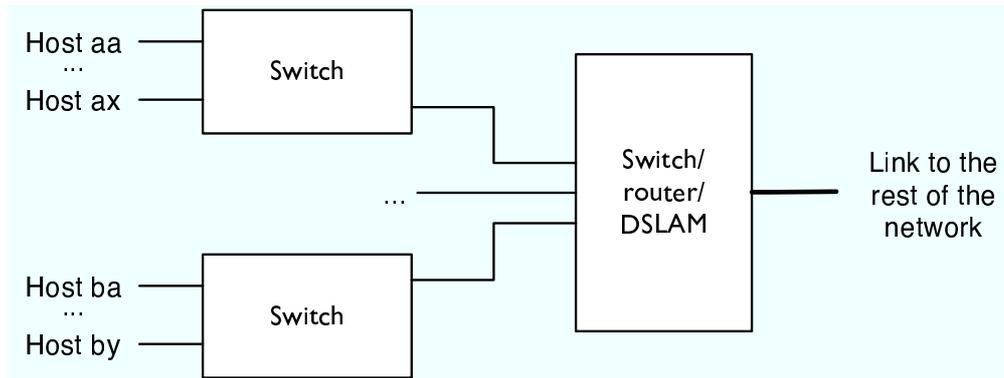 Host aa
...
Host ax
Switch
...
Host ba
...
Host by
Switch
Switch/
router/
DSLAM
Link to the
rest of the
network